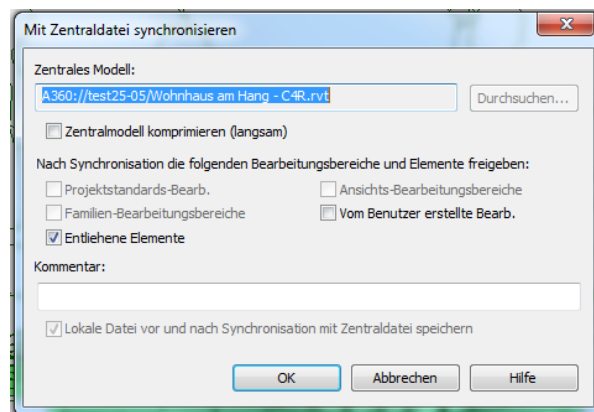 Mit Zentraldatei synchronisieren
Zentrales Modell:
A360://test25-05/Wohnhaus am Hang - C4R.rvt
Durchsuchen...
Zentralmodell komprimieren (langsam)
Nach Synchronisation die folgenden Bearbeitungsbereiche und Elemente freigeben:
Projektstandards-Bearb.
Ansichts-Bearbeitungsbereiche
Familien-Bearbeitungsbereiche
Vom Benutzer erstellte Bearb.
Entliehene Elemente
Kommentar:
Lokale Datei vor und nach Synchronisation mit Zentraldatei speichern
OK
Abbrechen
Hilfe